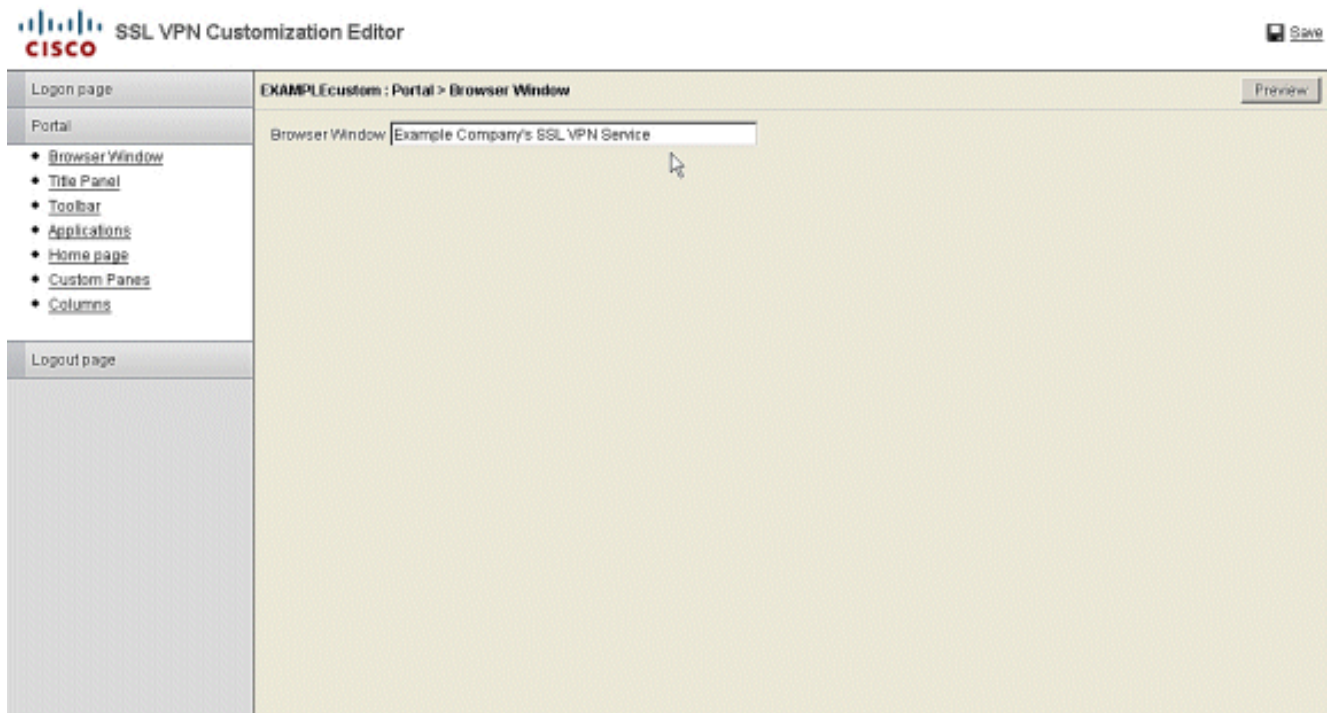 CISCO
SSL VPN Customization Editor
Save
Logon page
Portal
Browser Window
Title Panel
Toolbar
Applications
Home page
Custom Panes
Columns
Logout page
EXAMPLEcustom : Portal > Browser Window
Preview
Browser Window Example Company's SSL VPN Service